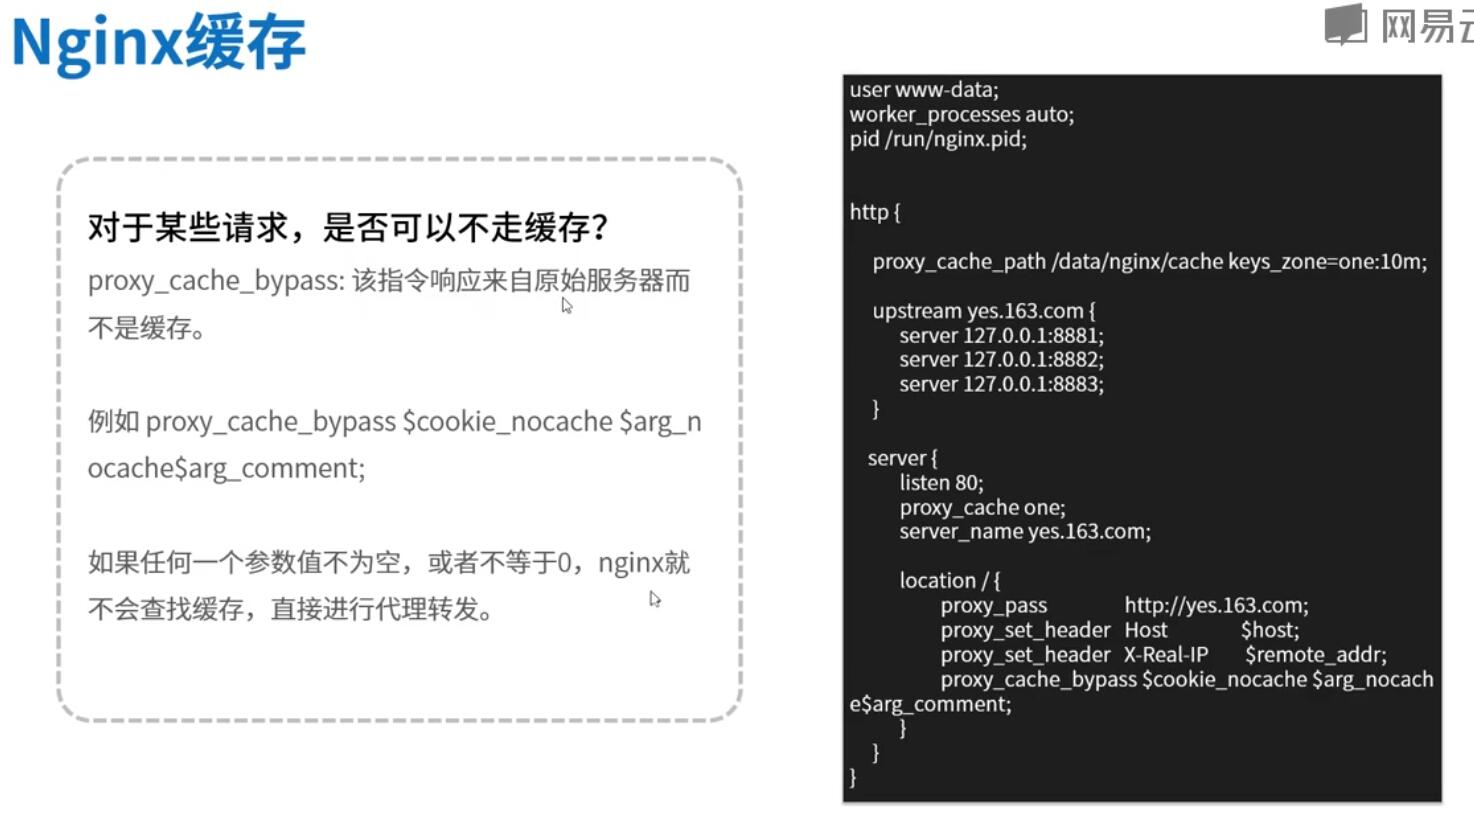 Nginx缓存
网易云
对于某些请求，是否可以不走缓存？
proxy_cache_bypass: 该指令响应来自原始服务器而
不是缓存。
例如 proxy_cache_bypass $cookie_nocache $arg_n
ocache$arg_comment;
如果任何一个参数值不为空，或者不等于0，nginx就
不会查找缓存，直接进行代理转发。
user www-data;
worker_processes auto;
pid /run/nginx.pid;
http {
proxy_cache_path /data/nginx/cache keys_zone=one:10m;
upstream yes.163.com {
server 127.0.0.1:8881;
server 127.0.0.1:8882;
server 127.0.0.1:8883;
}
server {
listen 80;
proxy_cache one;
server_name yes.163.com;
location / {
proxy_pass http://yes.163.com;
proxy_set_header Host $host;
proxy_set_header X-Real-IP $remote_addr;
proxy_cache_bypass $cookie_nocache $arg_nocach
e$arg_comment;
}
}
}